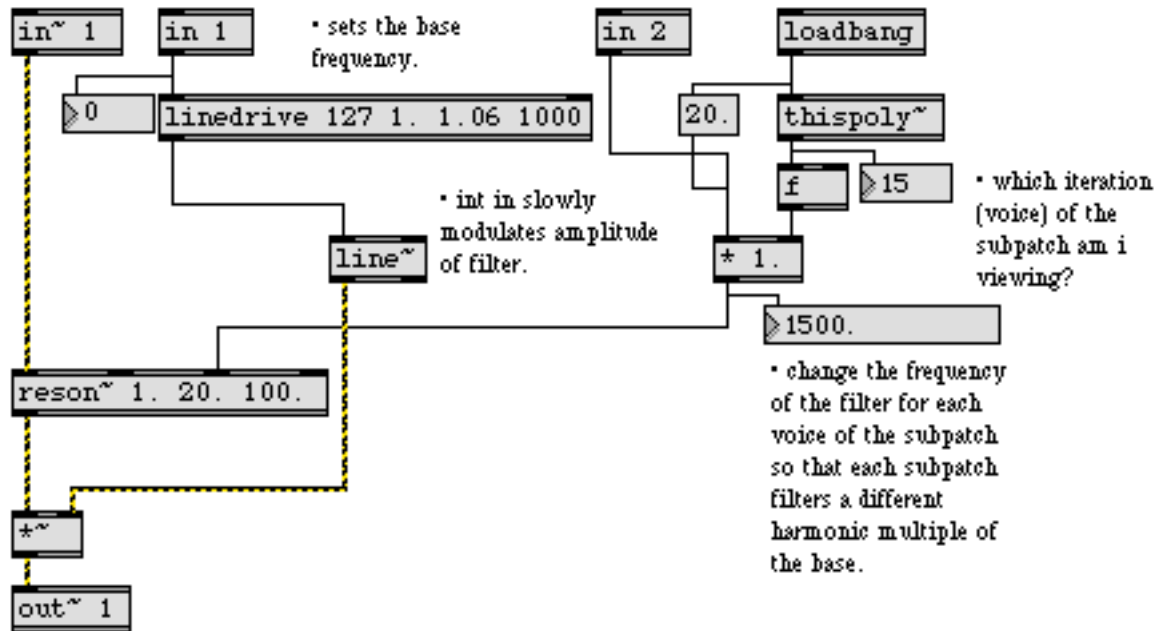 in~ 1
in 1
• sets the base
frequency.
in 2
loadbang
0
linedrive 127 1. 1.06 1000
20.
thispoly~
f
15
• which iteration
(voice) of the
subpatch am i
viewing?
• int in slowly
modulates amplitude
of filter.
line~
* 1.
1500.
reson~ 1. 20. 100.
• change the frequency
of the filter for each
voice of the subpatch
so that each subpatch
filters a different
harmonic multiple of
the base.
*~
out~ 1